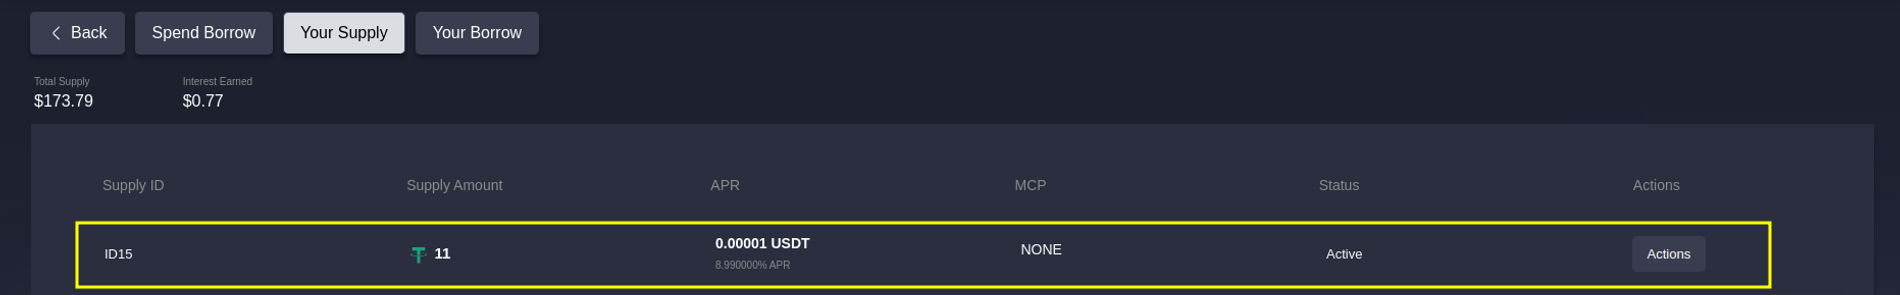 Back Spend Borrow Your Supply Your Borrow
Total Supply Interest Earned
$173.79 $0.77
Supply ID Supply Amount APR MCP Status Actions
ID15 11 0.00001 USDT NONE Active Actions
8.990000% APR